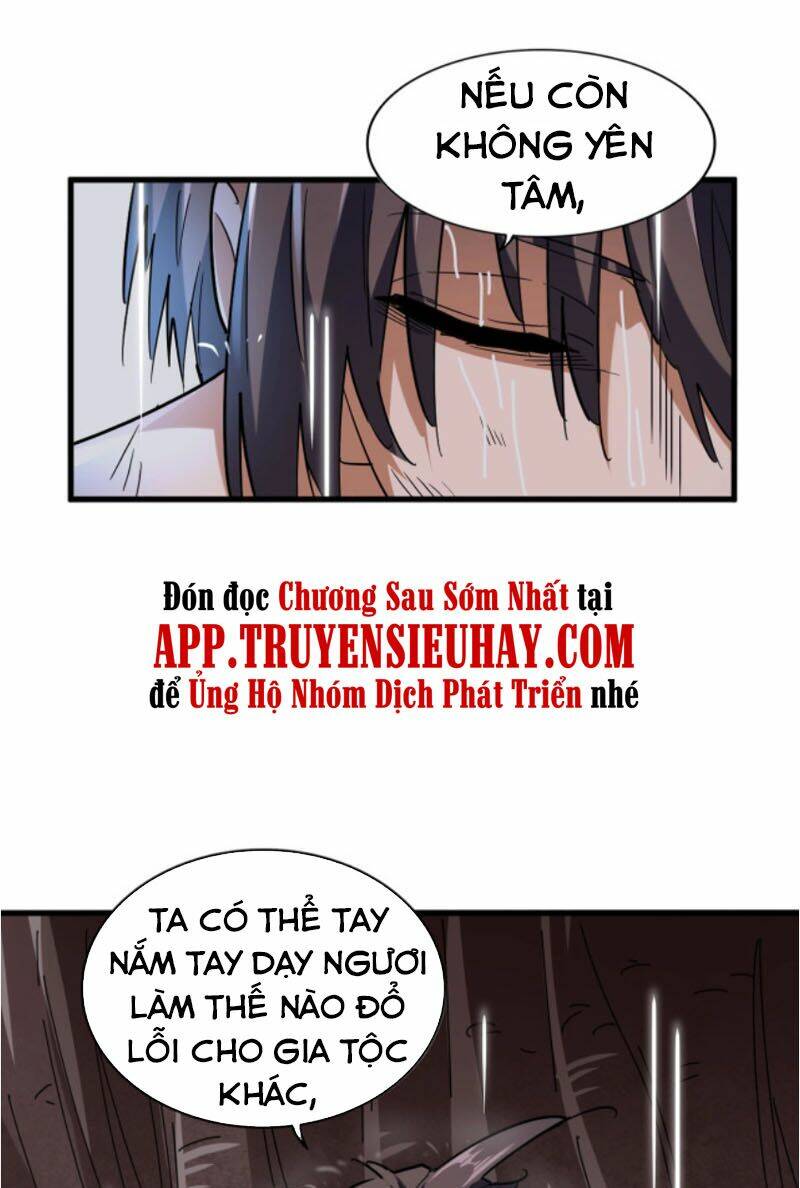 NẾU CÒN
KHÔNG YÊN
TÂM,
Đón đọc Chương Sau Sớm Nhất tại
APP.TRUYENSIEUHAY.COM
để Ủng Hộ Nhóm Dịch Phát Triển nhé
TA CÓ THỂ TAY
NẮM TAY DẠY NGƯƠI
LÀM THẾ NÀO ĐỔ
LỖI CHO GIA TỘC
KHÁC,